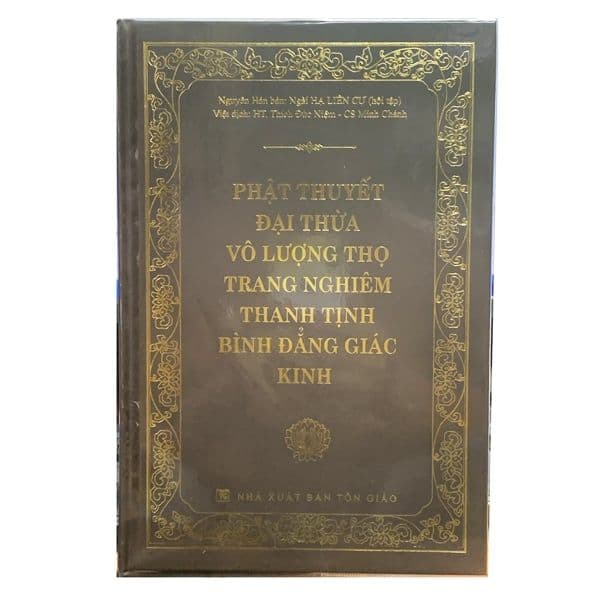 Nguyên Hán bản: Ngài HẠ LIÊN CƯ (hội tập)
Việt dịch: HT. Thích Đức Niệm - CS Minh Chánh
PHẬT THUYẾT
ĐẠI THỪA
VÔ LƯỢNG THỌ
TRANG NGHIÊM
THANH TỊNH
BÌNH ĐẲNG GIÁC
KINH
NHÀ XUẤT BẢN TÔN GIÁO